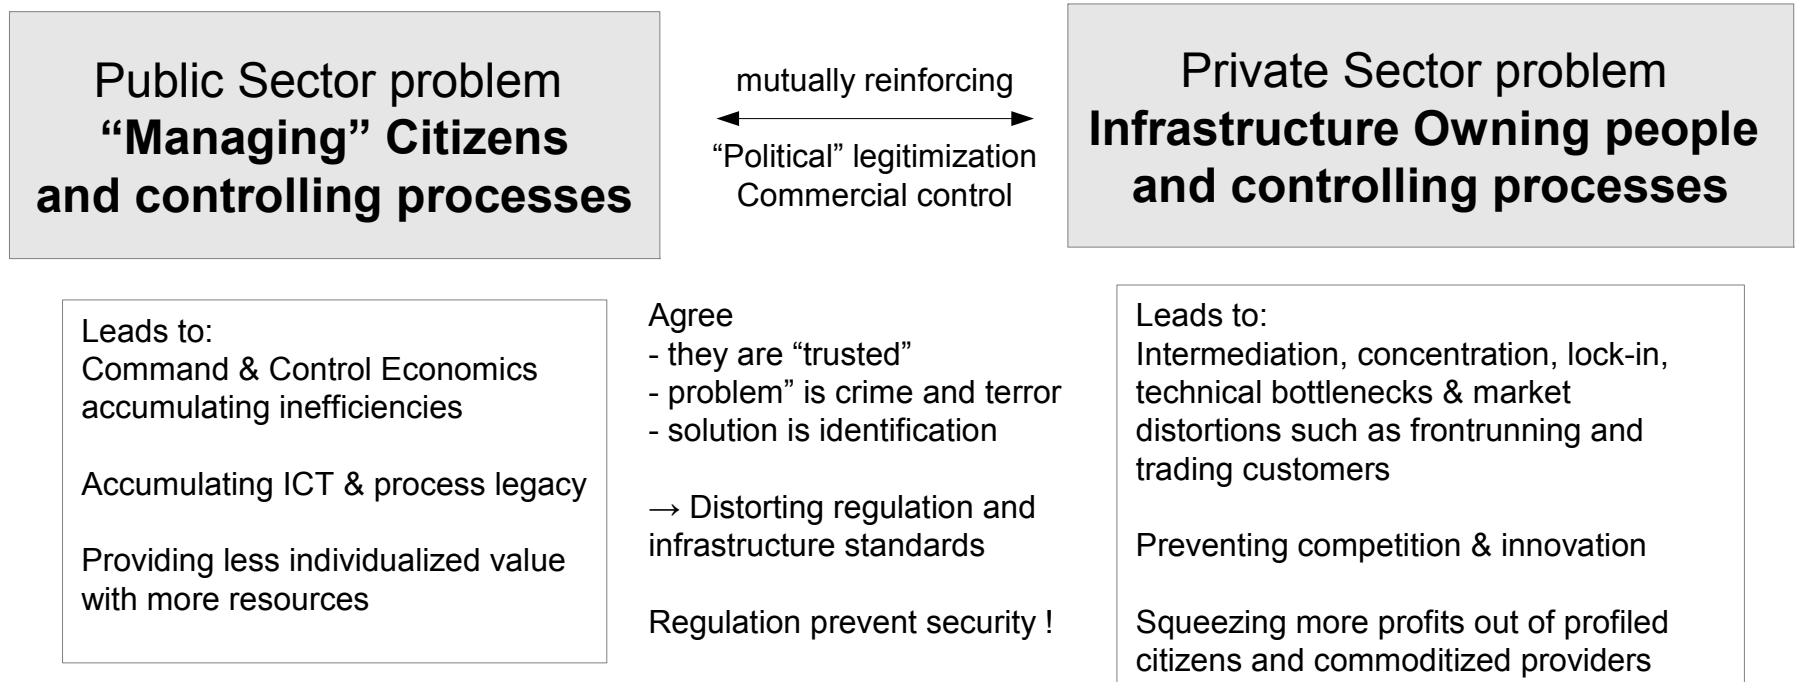 Public Sector problem
“Managing” Citizens
and controlling processes
mutually reinforcing
“Political” legitimization
Commercial control
Private Sector problem
Infrastructure Owning people
and controlling processes
Leads to:
Command & Control Economics
accumulating inefficiencies
Accumulating ICT & process legacy
Providing less individualized value
with more resources
Agree
- they are “trusted”
- problem” is crime and terror
- solution is identification
→ Distorting regulation and
infrastructure standards
Regulation prevent security !
Leads to:
Intermediation, concentration, lock-in,
technical bottlenecks & market
distortions such as frontrunning and
trading customers
Preventing competition & innovation
Squeezing more profits out of profiled
citizens and commoditized providers